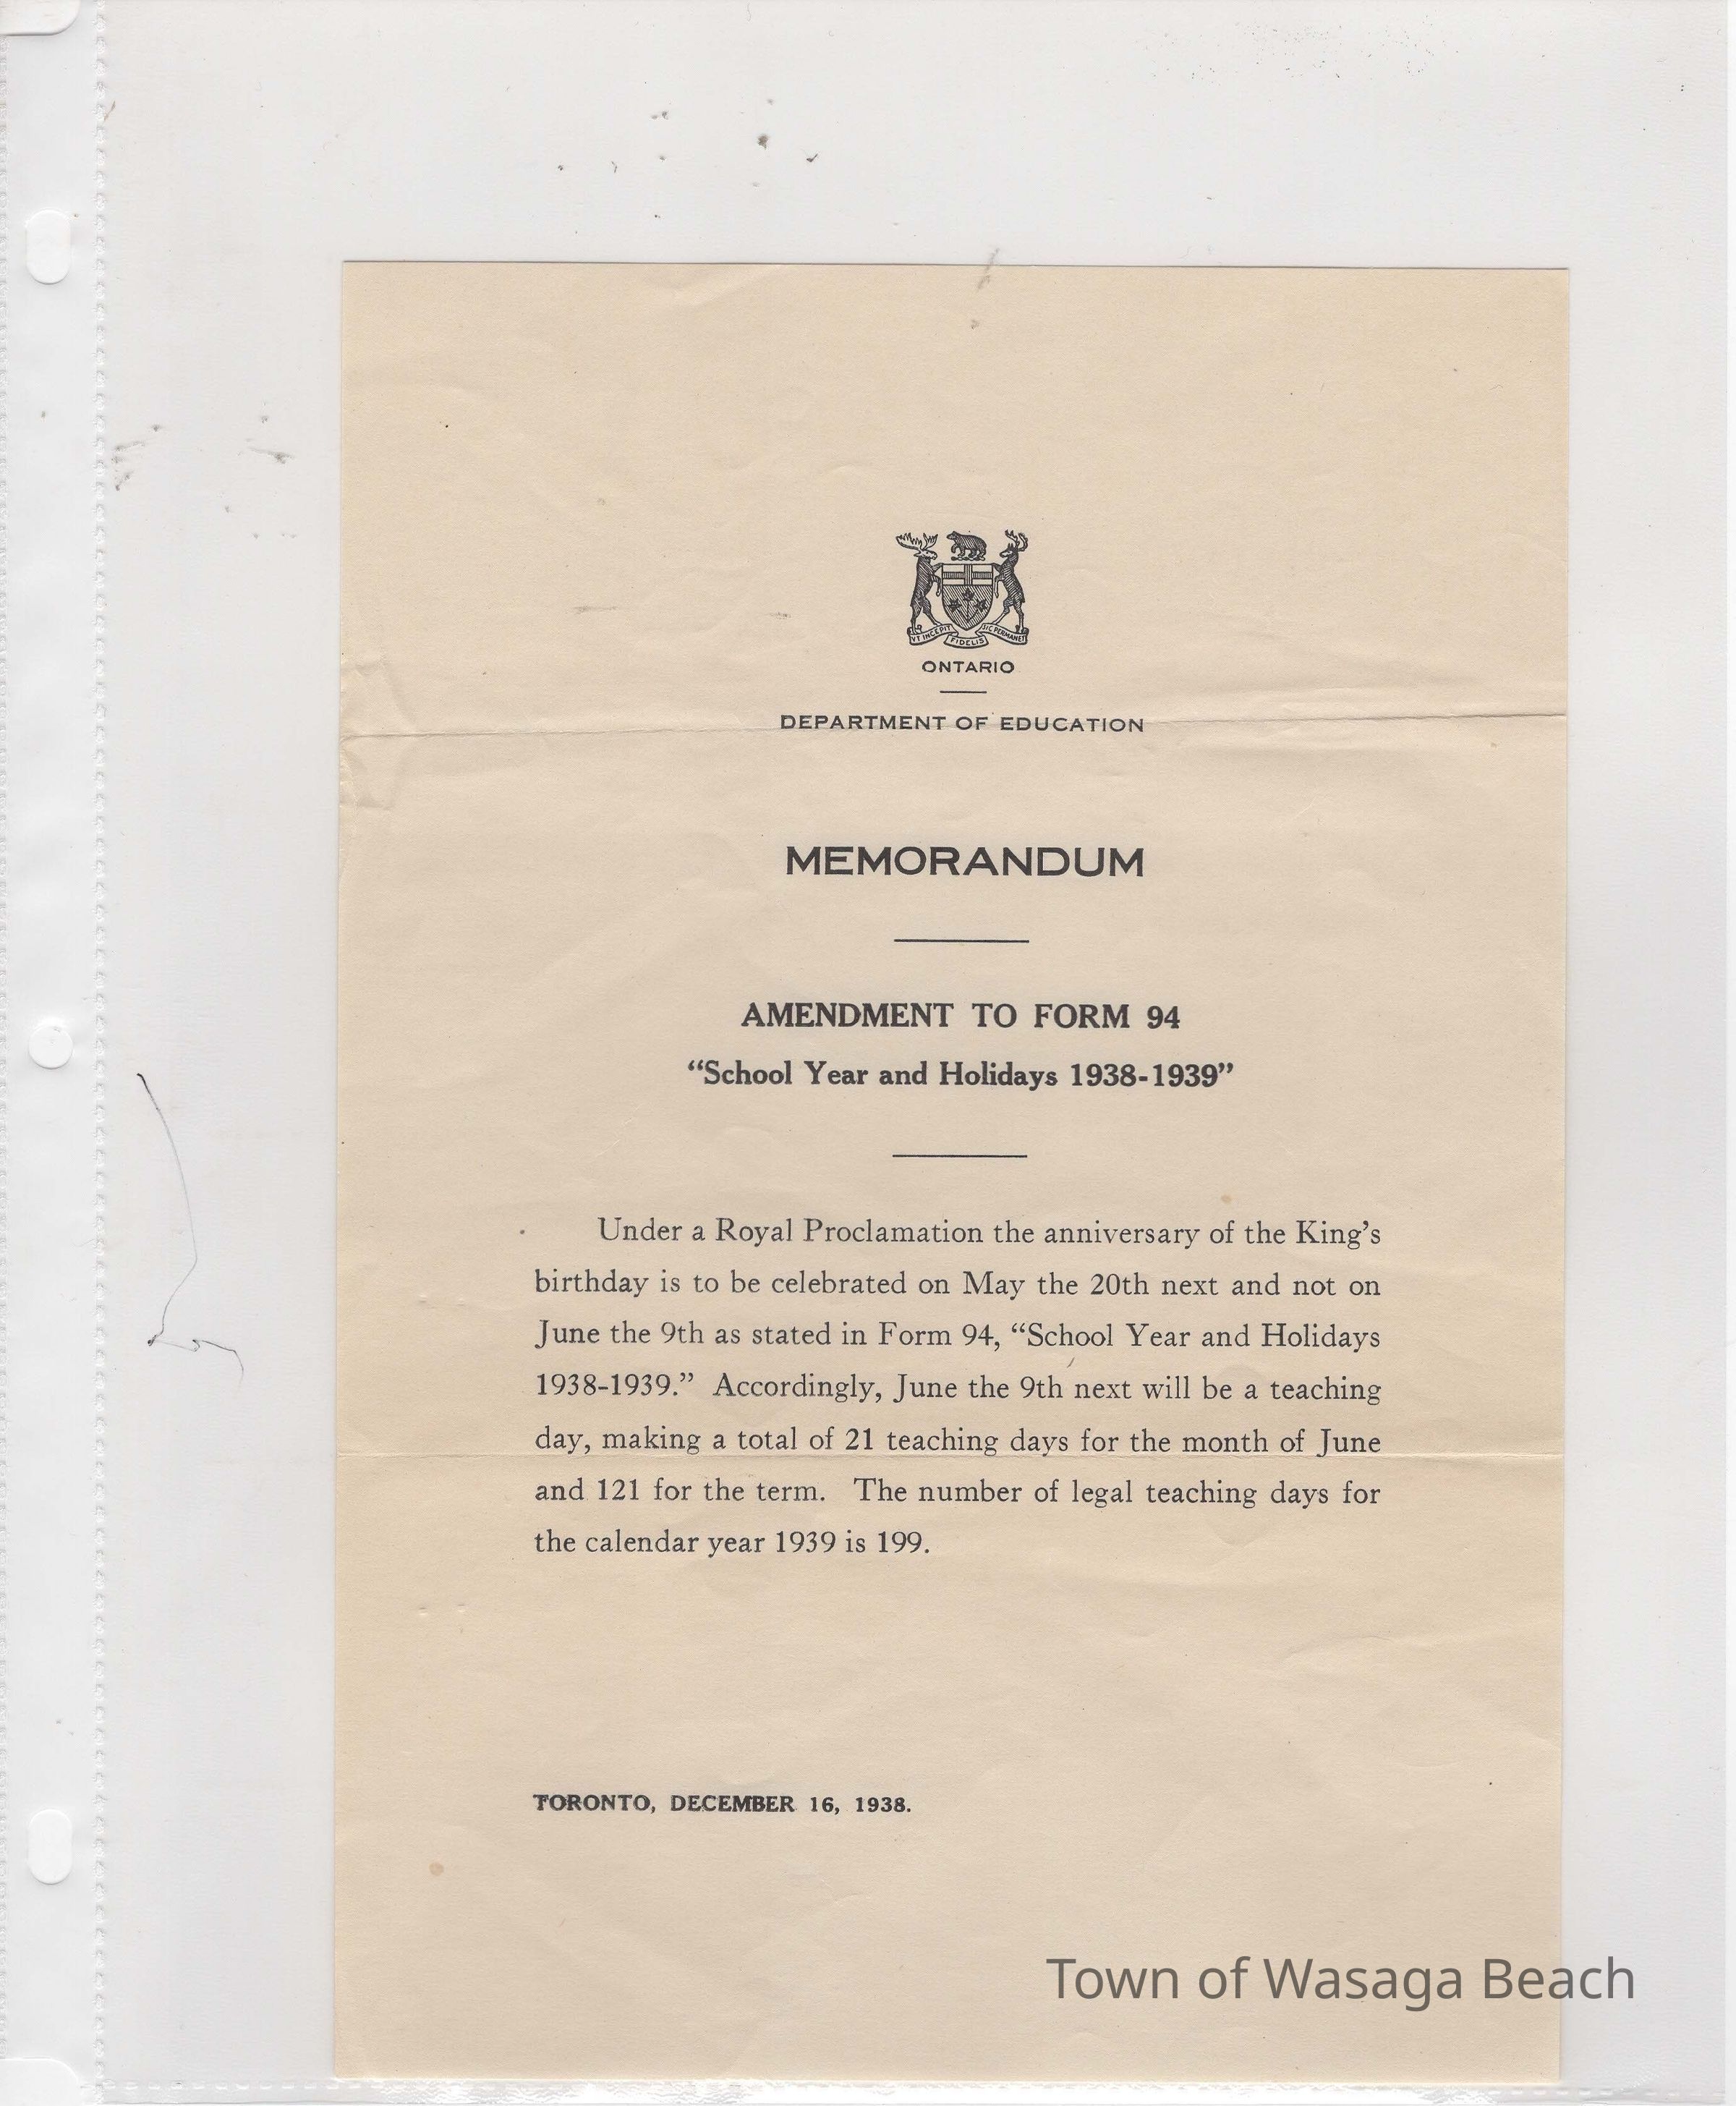 VT INCEPIT FIDELIS SIC PERMANET
ONTARIO
DEPARTMENT OF EDUCATION
MEMORANDUM
AMENDMENT TO FORM 94
“School Year and Holidays 1938-1939”
Under a Royal Proclamation the anniversary of the King’s
birthday is to be celebrated on May the 20th next and not on
June the 9th as stated in Form 94, “School Year and Holidays
1938-1939.” Accordingly, June the 9th next will be a teaching
day, making a total of 21 teaching days for the month of June
and 121 for the term. The number of legal teaching days for
the calendar year 1939 is 199.
TORONTO, DECEMBER 16, 1938.
Town of Wasaga Beach